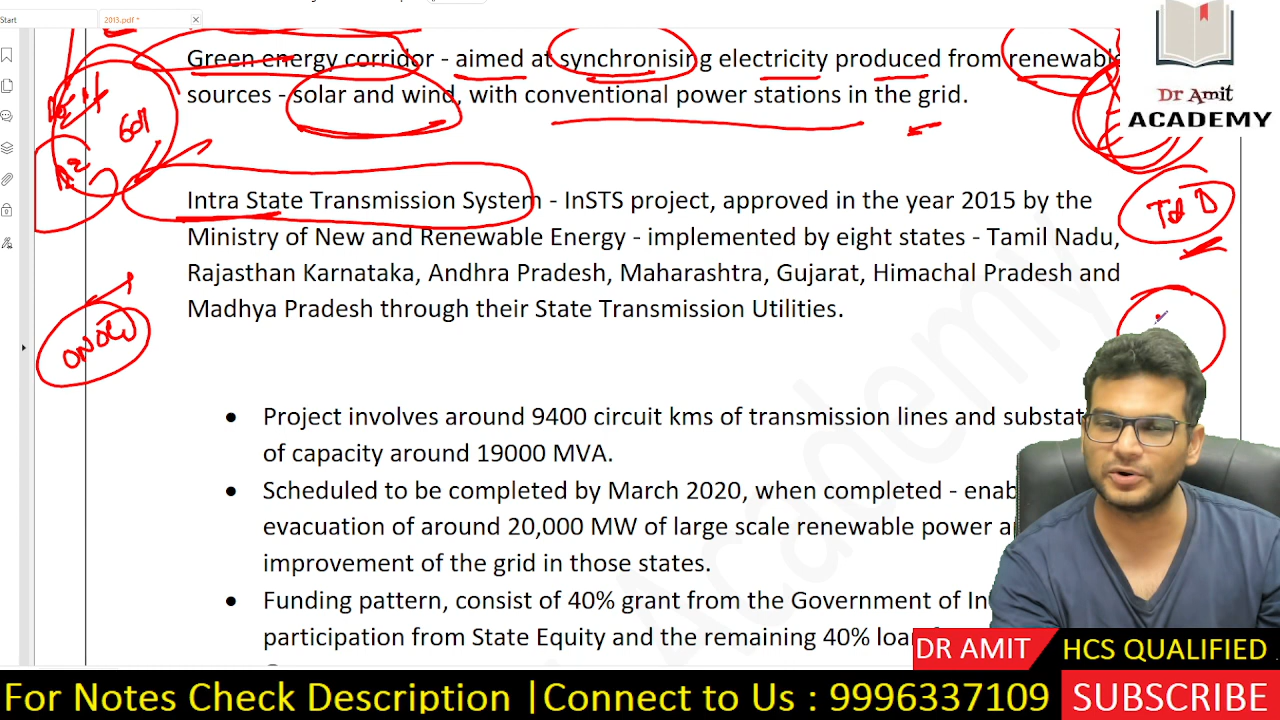 Start
2013.pdf *
Green energy corridor - aimed at synchronising electricity produced from renewable
sources - solar and wind, with conventional power stations in the grid.
Dr Amit
ACADEMY
Intra State Transmission System - InSTS project, approved in the year 2015 by the
Ministry of New and Renewable Energy - implemented by eight states - Tamil Nadu,
Rajasthan Karnataka, Andhra Pradesh, Maharashtra, Gujarat, Himachal Pradesh and
Madhya Pradesh through their State Transmission Utilities.
T&D
• Project involves around 9400 circuit kms of transmission lines and substat
of capacity around 19000 MVA.
• Scheduled to be completed by March 2020, when completed - enab
evacuation of around 20,000 MW of large scale renewable power a
improvement of the grid in those states.
• Funding pattern, consist of 40% grant from the Government of In
participation from State Equity and the remaining 40% loa
Academy
DR AMIT
HCS QUALIFIED
For Notes Check Description |Connect to Us : 9996337109
SUBSCRIBE